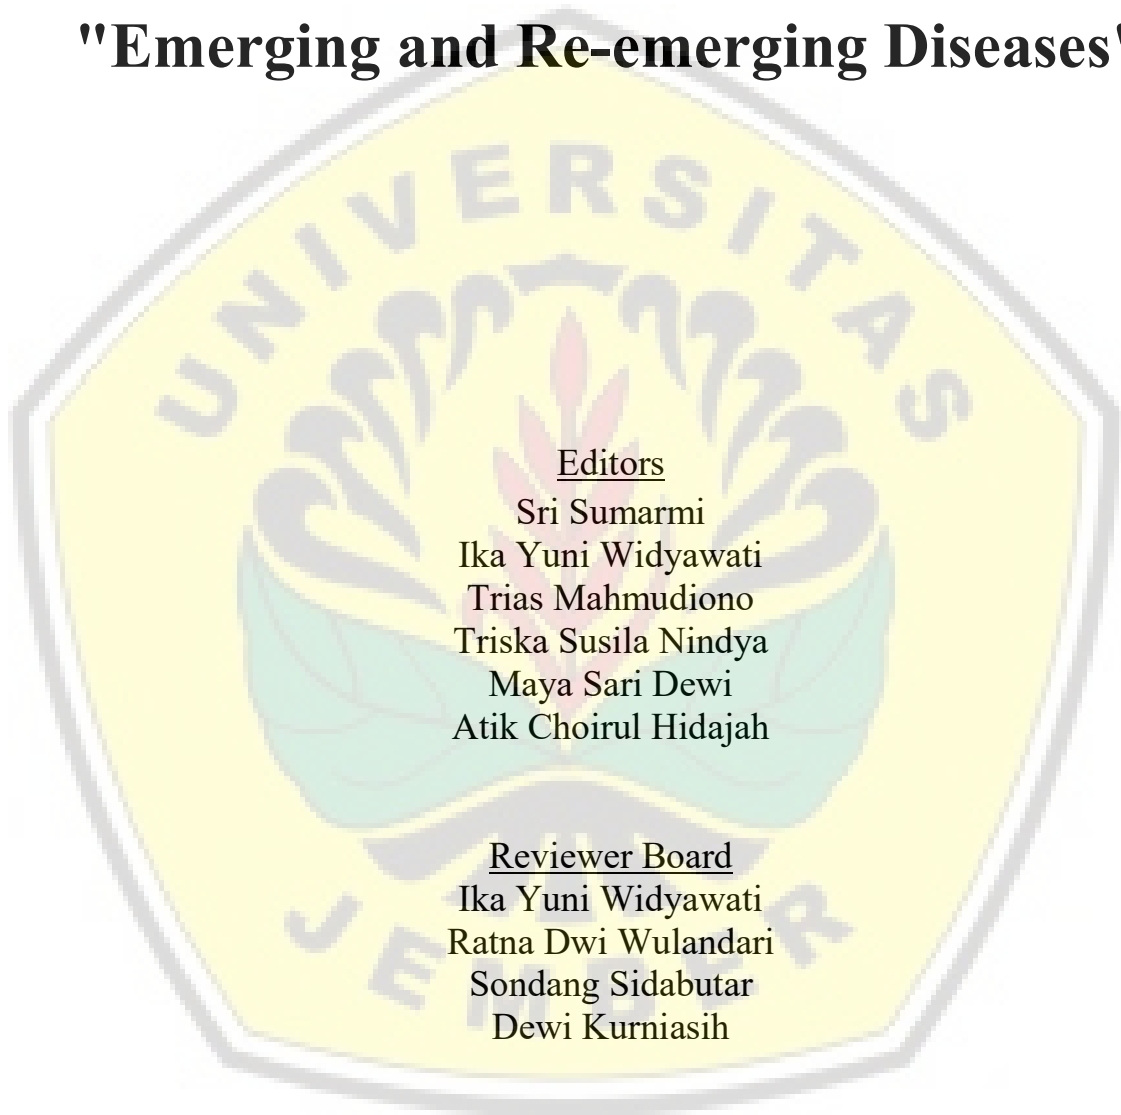 "Emerging and Re-emerging Diseases"
UNIVERSITAS
Editors
Sri Sumarmi
Ika Yuni Widyawati
Trias Mahmudiono
Triska Susila Nindya
Maya Sari Dewi
Atik Choirul Hidajah
Reviewer Board
Ika Yuni Widyawati
Ratna Dwi Wulandari
Sondang Sidabutar
Dewi Kurniasih
JEMBER